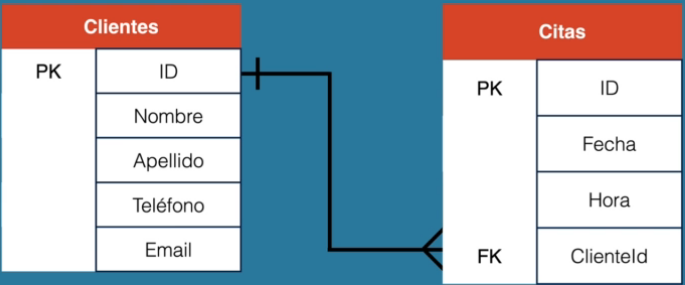 Clientes
PK ID
Nombre
Apellido
Teléfono
Email
Citas
PK ID
Fecha
Hora
FK ClienteId